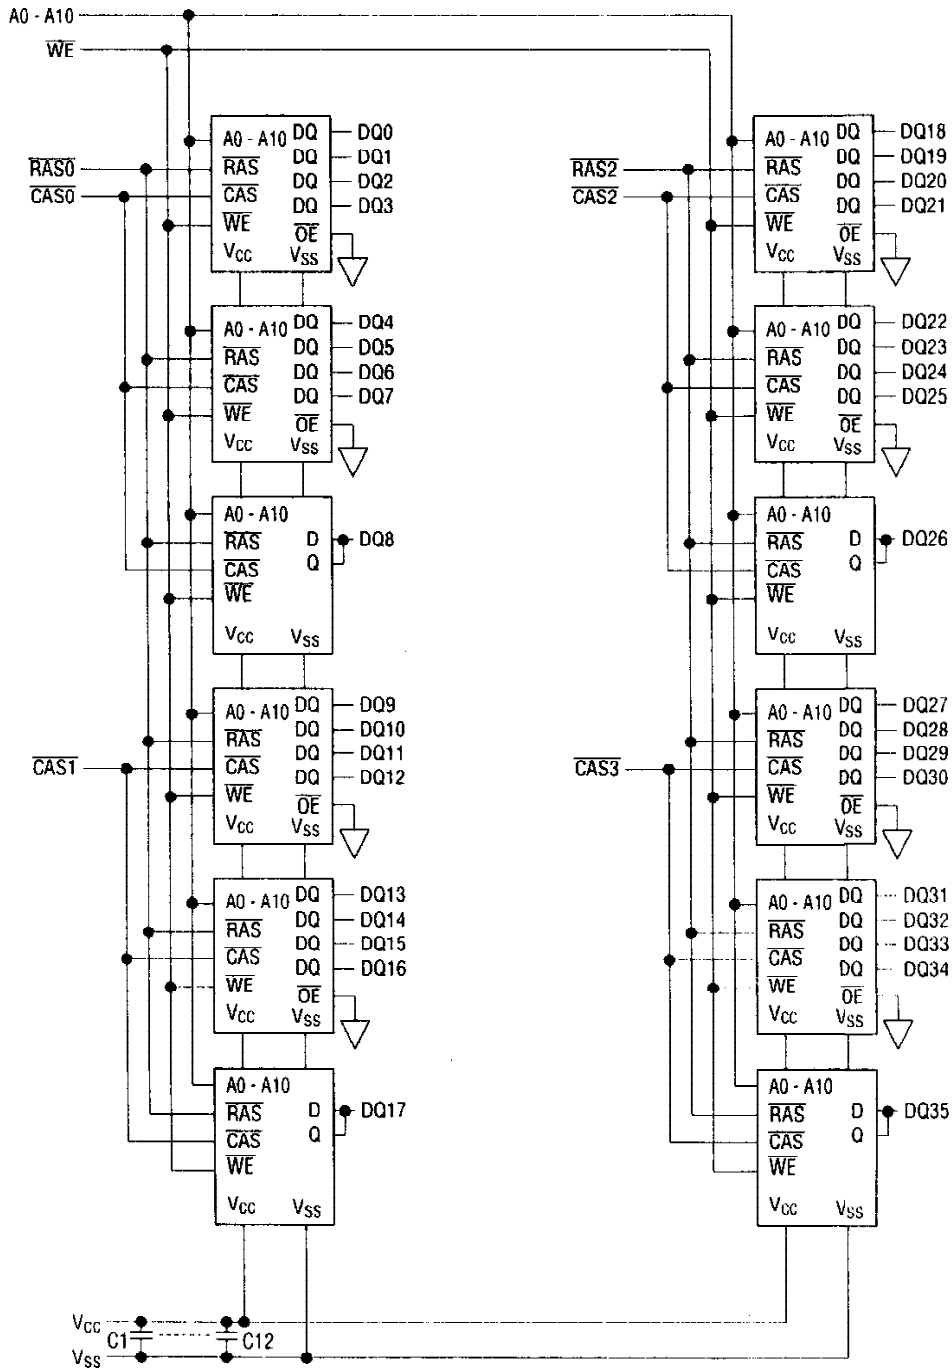 A0 - A10
WE
A0 - A10 DQ DQ0
RAS0 RAS DQ DQ1
CAS0 CAS DQ DQ2
WE DQ DQ3
OE
VCC VSS
A0 - A10 DQ DQ4
RAS DQ DQ5
CAS DQ DQ6
WE DQ DQ7
OE
VCC VSS
A0 - A10
RAS D DQ8
CAS Q
WE
VCC VSS
A0 - A10 DQ DQ9
RAS DQ DQ10
CAS1 CAS DQ DQ11
WE DQ DQ12
OE
VCC VSS
A0 - A10 DQ DQ13
RAS DQ DQ14
CAS DQ DQ15
WE DQ DQ16
OE
VCC VSS
A0 - A10
RAS D DQ17
CAS Q
WE
VCC VSS
A0 - A10 DQ DQ18
RAS2 RAS DQ DQ19
CAS2 CAS DQ DQ20
WE DQ DQ21
OE
VCC VSS
A0 - A10 DQ DQ22
RAS DQ DQ23
CAS DQ DQ24
WE DQ DQ25
OE
VCC VSS
A0 - A10
RAS D DQ26
CAS Q
WE
VCC VSS
A0 - A10 DQ DQ27
RAS DQ DQ28
CAS3 CAS DQ DQ29
WE DQ DQ30
OE
VCC VSS
A0 - A10 DQ DQ31
RAS DQ DQ32
CAS DQ DQ33
WE DQ DQ34
OE
VCC VSS
A0 - A10
RAS D DQ35
CAS Q
WE
VCC VSS
VCC
C1 C12
VSS